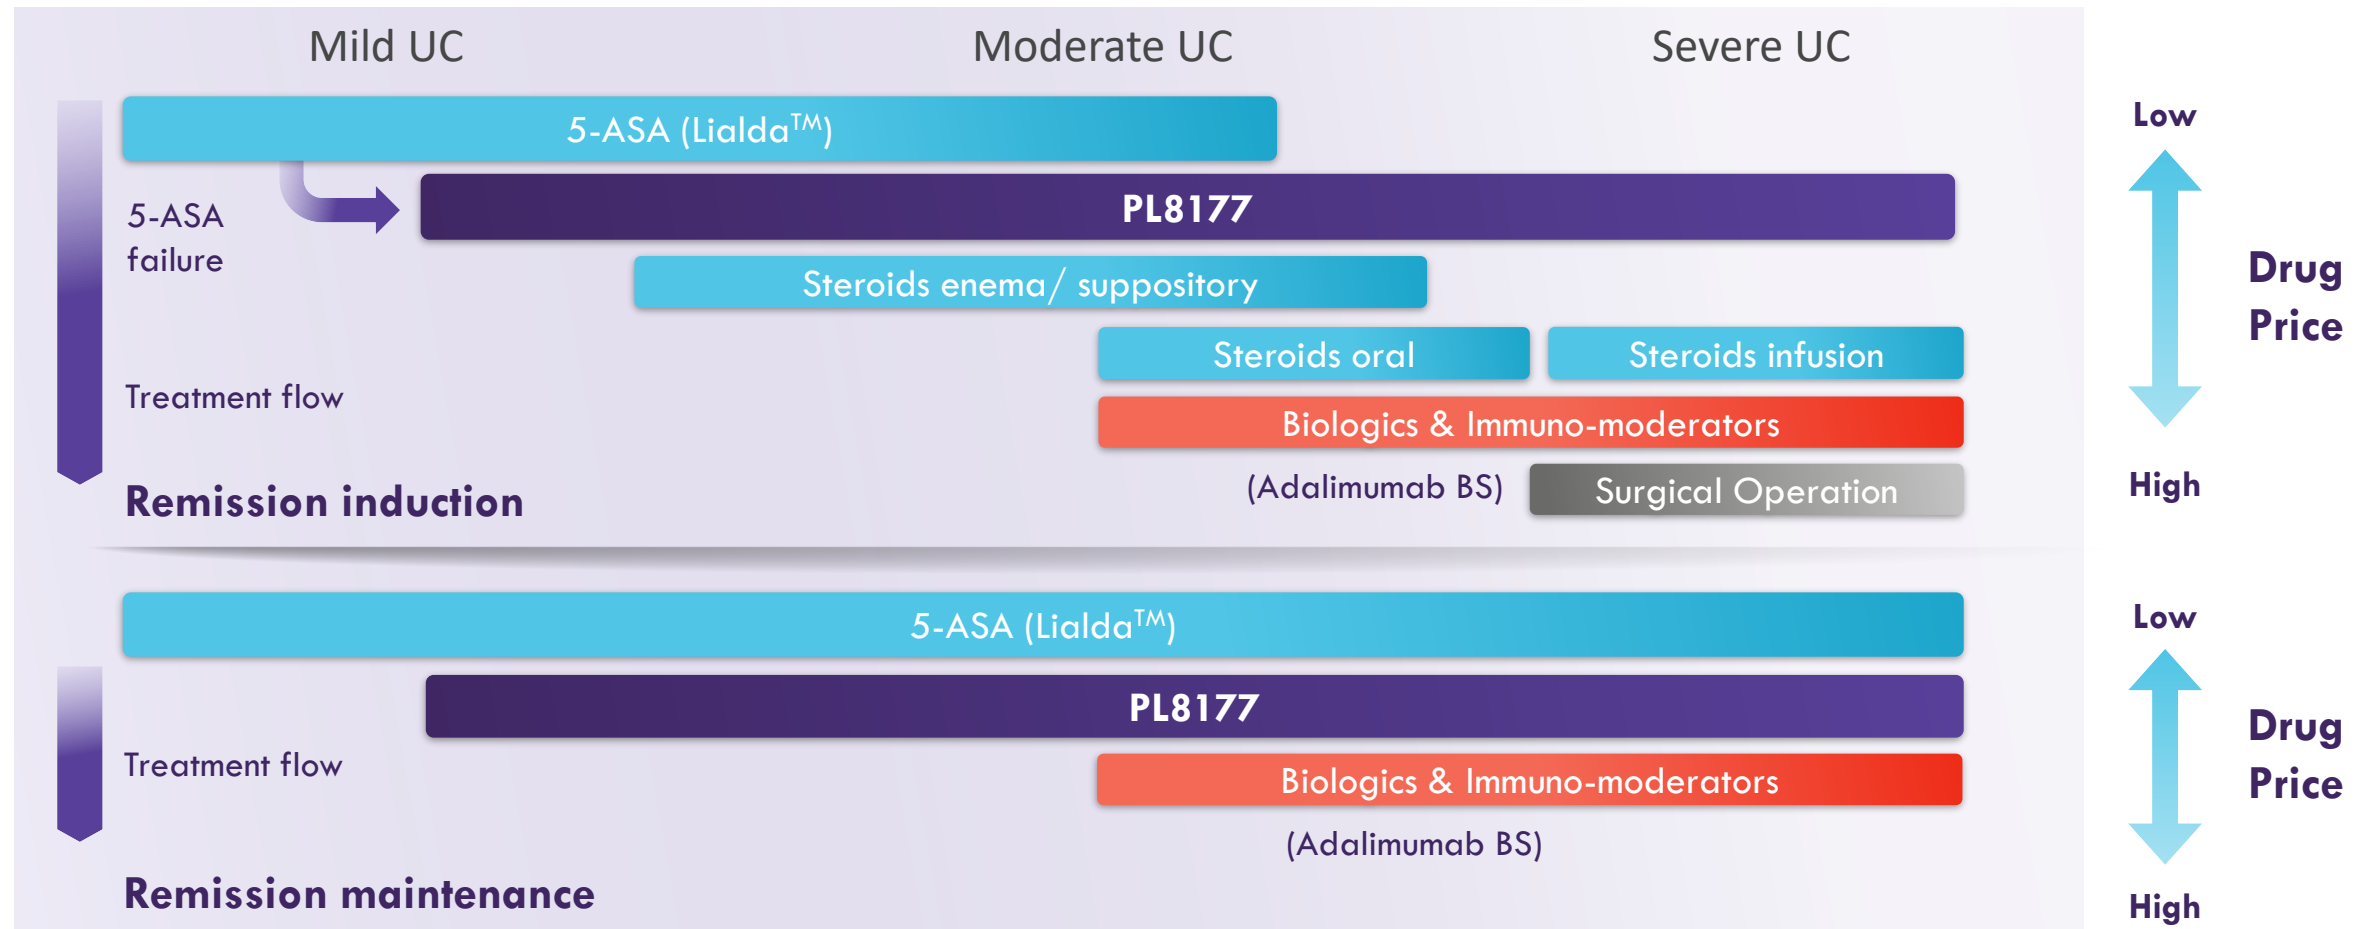 Mild UC
Moderate UC
Severe UC
5-ASA (Lialda™)
Low
PL8177
5-ASA
failure
Steroids enema/ suppository
Drug
Price
Steroids oral
Steroids infusion
Treatment flow
Biologics & Immuno-moderators
(Adalimumab BS)
Surgical Operation
High
Remission induction
5-ASA (Lialda™)
Low
PL8177
Drug
Price
Treatment flow
Biologics & Immuno-moderators
(Adalimumab BS)
Remission maintenance
High